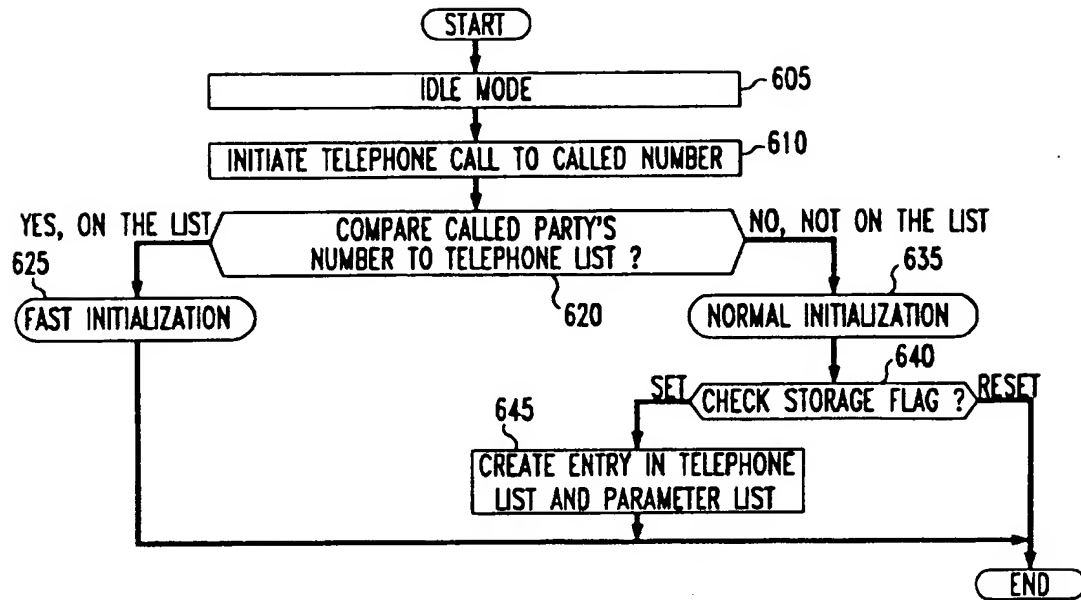 START
IDLE MODE
605
INITIATE TELEPHONE CALL TO CALLED NUMBER
610
YES, ON THE LIST
COMPARE CALLED PARTY'S
NUMBER TO TELEPHONE LIST ?
NO, NOT ON THE LIST
620
625
FAST INITIALIZATION
635
NORMAL INITIALIZATION
640
SET
CHECK STORAGE FLAG ?
RESET
645
CREATE ENTRY IN TELEPHONE
LIST AND PARAMETER LIST
END